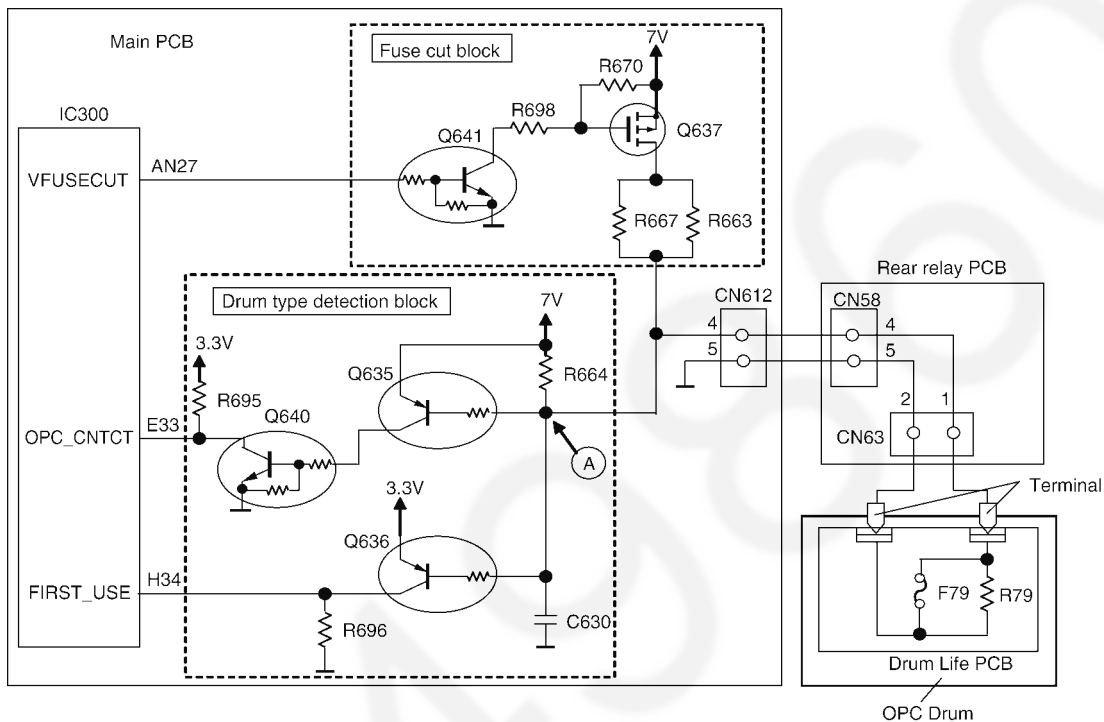 Main PCB
Fuse cut block
7V
R670
R698
IC300
Q641
Q637
AN27
VFUSECUT
R667
R663
Rear relay PCB
Drum type detection block
7V
CN612
CN58
4
4
3.3V
5
5
Q635
R664
R695
Q640
2
1
E33
OPC_CNTCT
CN63
A
3.3V
Terminal
Q636
H34
FIRST_USE
F79
R79
C630
R696
Drum Life PCB
OPC Drum